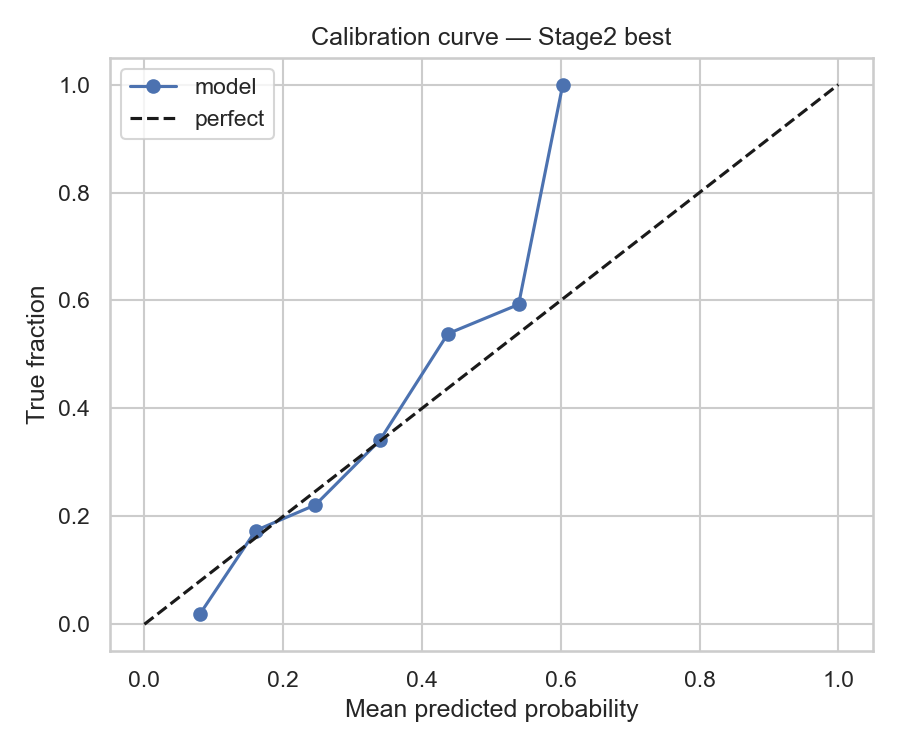 Calibration curve — Stage2 best
model
perfect
1.0
0.8
0.6
0.4
0.2
0.0
True fraction
0.0 0.2 0.4 0.6 0.8 1.0
Mean predicted probability